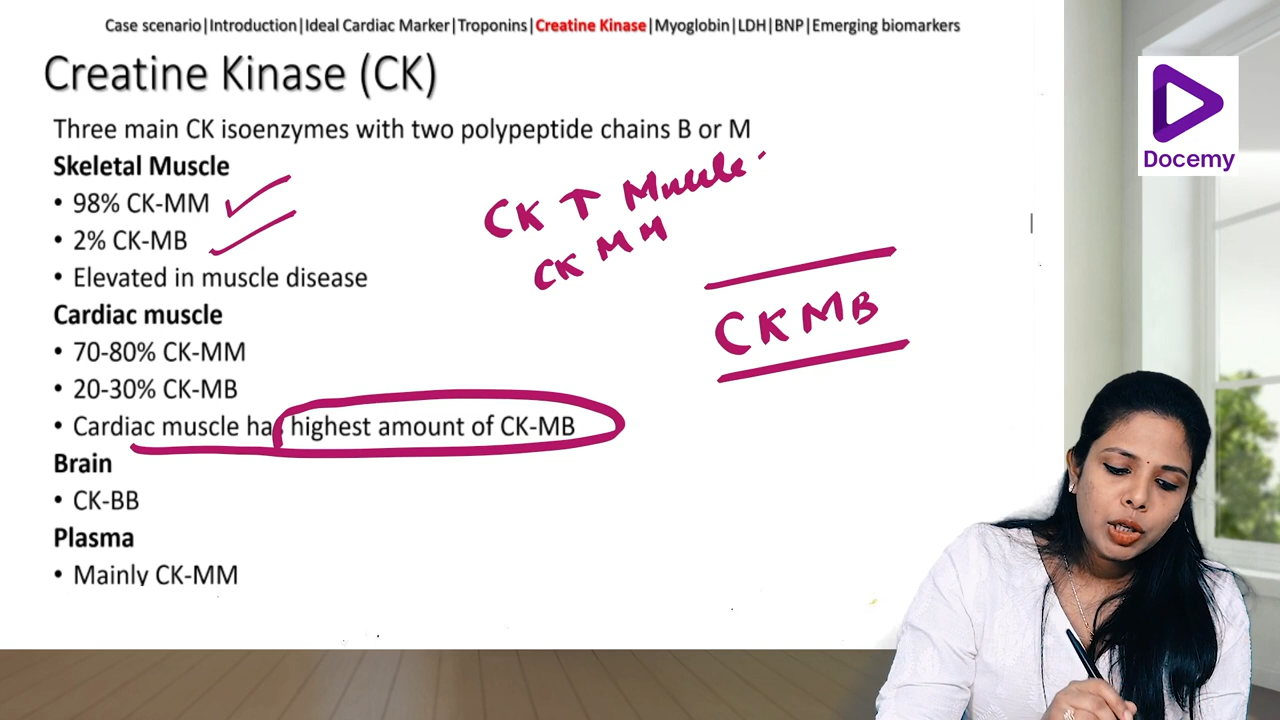 Case scenario|Introduction|Ideal Cardiac Marker|Troponins|Creatine Kinase|Myoglobin|LDH|BNP|Emerging biomarkers
Creatine Kinase (CK)
Three main CK isoenzymes with two polypeptide chains B or M
Skeletal Muscle
• 98% CK-MM
• 2% CK-MB
• Elevated in muscle disease
Cardiac muscle
• 70-80% CK-MM
• 20-30% CK-MB
• Cardiac muscle has highest amount of CK-MB
Brain
• CK-BB
Plasma
• Mainly CK-MM
CK ↑ Muscle
CK MM
CKMB
Docemy